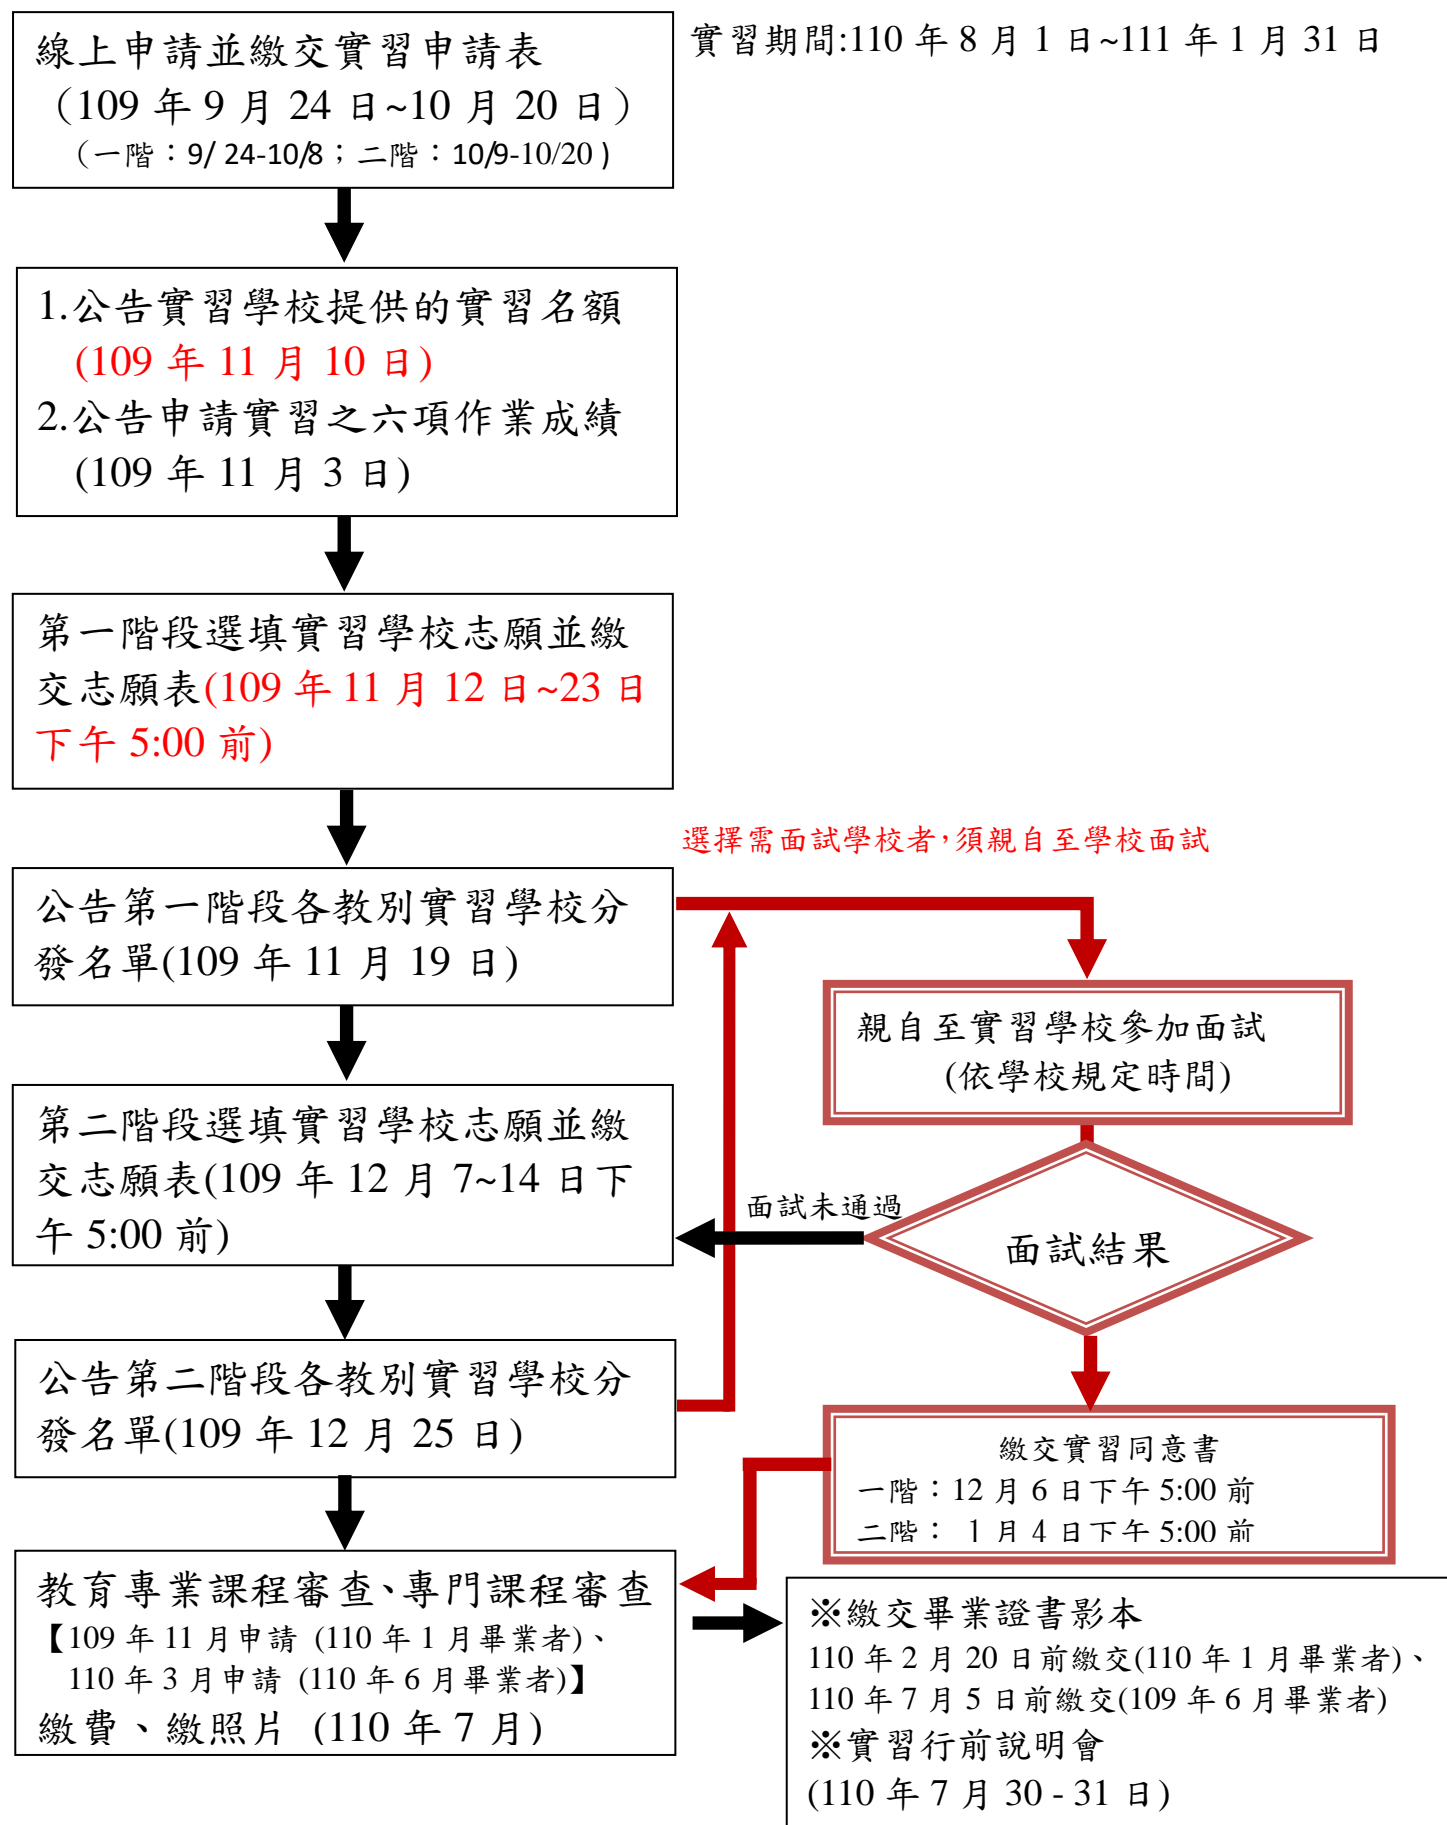 線上申請並繳交實習申請表
（109 年 9 月 24 日~10 月 20 日）
（一階：9/ 24-10/8；二階：10/9-10/20 )
實習期間:110 年 8 月 1 日~111 年 1 月 31 日
1.公告實習學校提供的實習名額
(109 年 11 月 10 日)
2.公告申請實習之六項作業成績
(109 年 11 月 3 日)
第一階段選填實習學校志願並繳
交志願表(109 年 11 月 12 日~23 日
下午 5:00 前)
選擇需面試學校者，須親自至學校面試
公告第一階段各教別實習學校分
發名單(109 年 11 月 19 日)
親自至實習學校參加面試
(依學校規定時間)
第二階段選填實習學校志願並繳
交志願表(109 年 12 月 7~14 日下
午 5:00 前)
面試未通過
面試結果
公告第二階段各教別實習學校分
發名單(109 年 12 月 25 日)
繳交實習同意書
一階：12 月 6 日下午 5:00 前
二階： 1 月 4 日下午 5:00 前
教育專業課程審查、專門課程審查
【109 年 11 月申請 (110 年 1 月畢業者)、
110 年 3 月申請 (110 年 6 月畢業者)】
繳費、繳照片 (110 年 7 月)
※繳交畢業證書影本
110 年 2 月 20 日前繳交(110 年 1 月畢業者)、
110 年 7 月 5 日前繳交(109 年 6 月畢業者)
※實習行前說明會
(110 年 7 月 30 - 31 日)